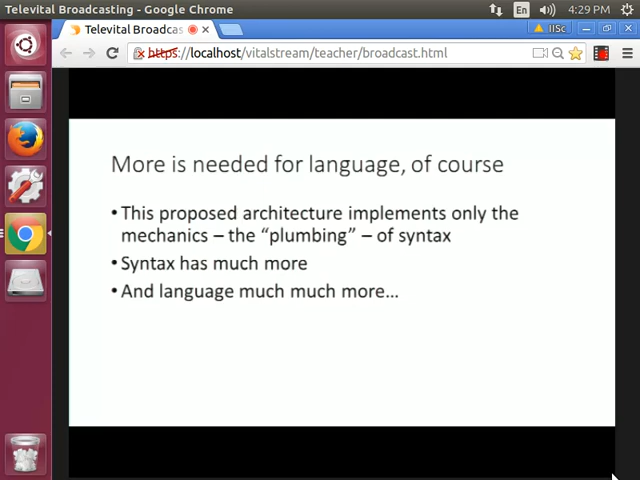 Televital Broadcasting - Google Chrome
En
4:29 PM
Televital Broadcas
IISc
https://localhost/vitalstream/teacher/broadcast.html
More is needed for language, of course
• This proposed architecture implements only the
mechanics – the “plumbing” – of syntax
• Syntax has much more
• And language much much more…